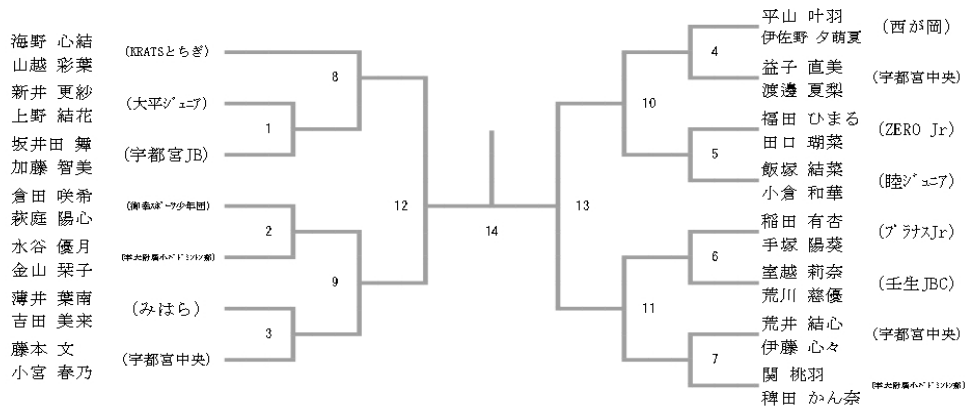 海野 心結
山越 彩葉
(KRATSとちぎ)
新井 更紗
上野 結花
(大平ジュニア)
坂井田 舞
加藤 智美
(宇都宮JB)
倉田 咲希
萩庭 陽心
水谷 優月
金山 栞子
薄井 葉南
吉田 美来
(みはら)
藤本 文
小宮 春乃
(宇都宮中央)
8
1
2
9
3
12
14
13
10
4
5
11
6
7
平山 叶羽
伊佐野 夕萌夏
(西が岡)
益子 直美
渡邊 夏梨
(宇都宮中央)
福田 ひまる
田口 瑚菜
(ZERO Jr)
飯塚 結菜
小倉 和華
(睦ジュニア)
稲田 有杏
手塚 陽葵
(プラナスJr)
室越 莉奈
荒川 慈優
(壬生JBC)
荒井 結心
伊藤 心々
(宇都宮中央)
関 桃羽
稗田 かん奈